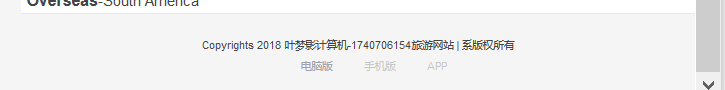 Overseas-South America
Copyrights 2018 叶梦影计算机-1740706154旅游网站 | 系版权所有
电脑版 手机版 APP